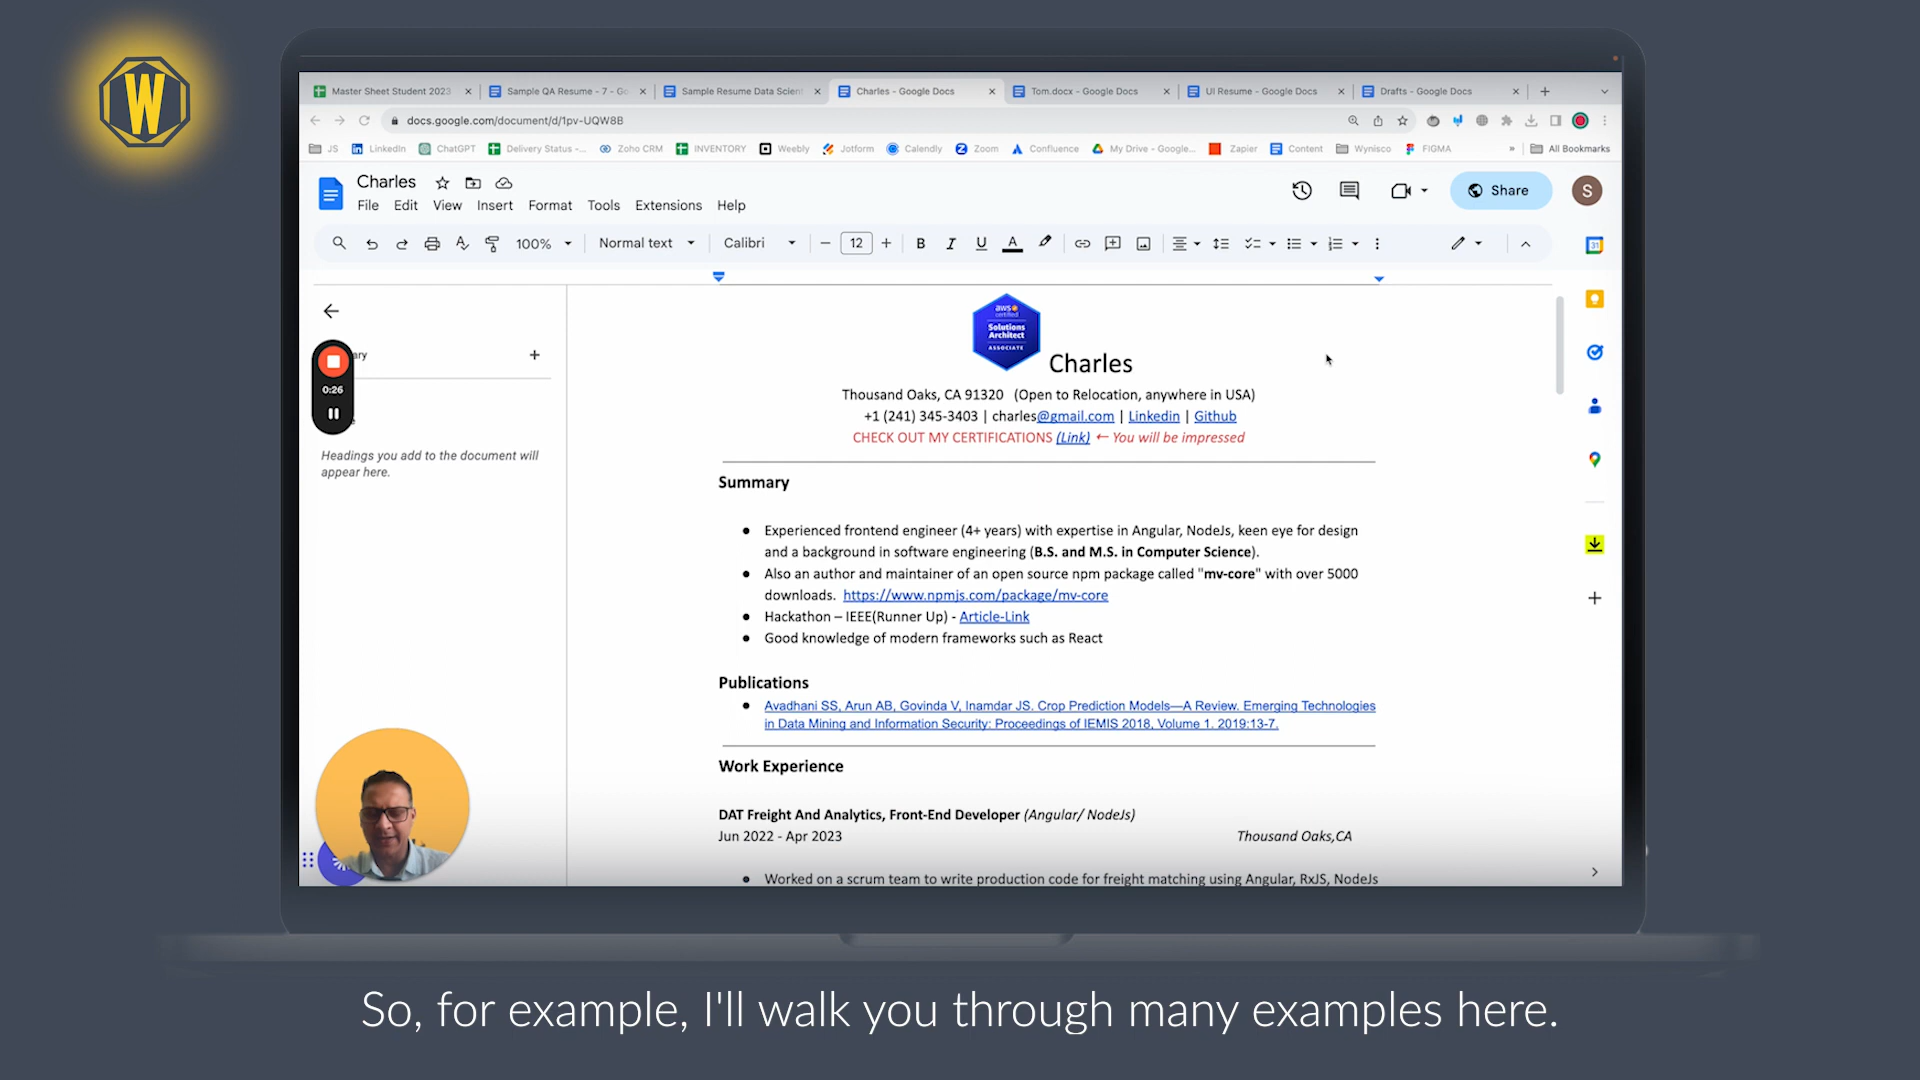 W
Master Sheet Student 2023
Sample QA Resume - 7 - Go
Sample Resume Data Scient
Charles - Google Docs
Tom.docx - Google Docs
UI Resume - Google Docs
Drafts - Google Docs
docs.google.com/document/d/1pv-UQW8B
JS
LinkedIn
ChatGPT
Delivery Status -...
Zoho CRM
INVENTORY
Weebly
Jotform
Calendly
Zoom
Confluence
My Drive - Google...
Zapier
Content
Wynisco
FIGMA
»
All Bookmarks
Charles
File Edit View Insert Format Tools Extensions Help
Share
S
100%
Normal text
Calibri
12
B I U A
31
aws
certified
Solutions
Architect
ASSOCIATE
Charles
Thousand Oaks, CA 91320 (Open to Relocation, anywhere in USA)
+1 (241) 345-3403 | charles@gmail.com | Linkedin | Github
CHECK OUT MY CERTIFICATIONS (Link) ← You will be impressed
ary
0:26
Headings you add to the document will
appear here.
Summary
● Experienced frontend engineer (4+ years) with expertise in Angular, NodeJs, keen eye for design
and a background in software engineering (B.S. and M.S. in Computer Science).
● Also an author and maintainer of an open source npm package called "mv-core" with over 5000
downloads. https://www.npmjs.com/package/mv-core
● Hackathon – IEEE(Runner Up) - Article-Link
● Good knowledge of modern frameworks such as React
Publications
● Avadhani SS, Arun AB, Govinda V, Inamdar JS. Crop Prediction Models—A Review. Emerging Technologies
in Data Mining and Information Security: Proceedings of IEMIS 2018, Volume 1. 2019:13-7.
Work Experience
DAT Freight And Analytics, Front-End Developer (Angular/ NodeJs)
Jun 2022 - Apr 2023 Thousand Oaks,CA
● Worked on a scrum team to write production code for freight matching using Angular, RxJS, NodeJs
So, for example, I'll walk you through many examples here.